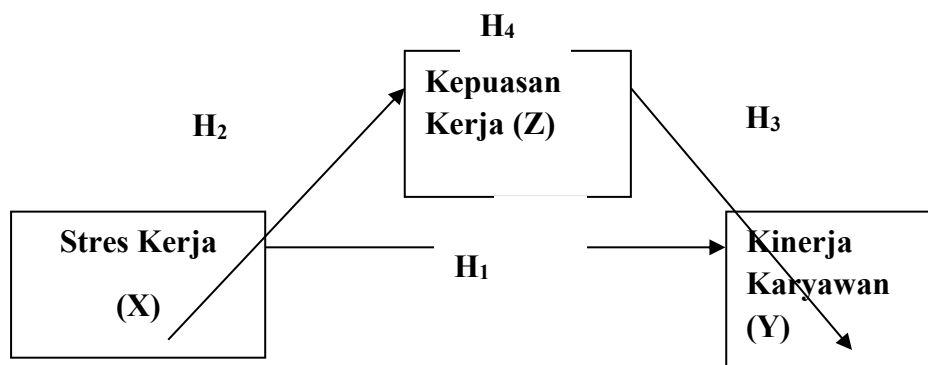 H₄
Kepuasan
Kerja (Z)
H₂
H₃
Stres Kerja
(X)
H₁
Kinerja
Karyawan
(Y)